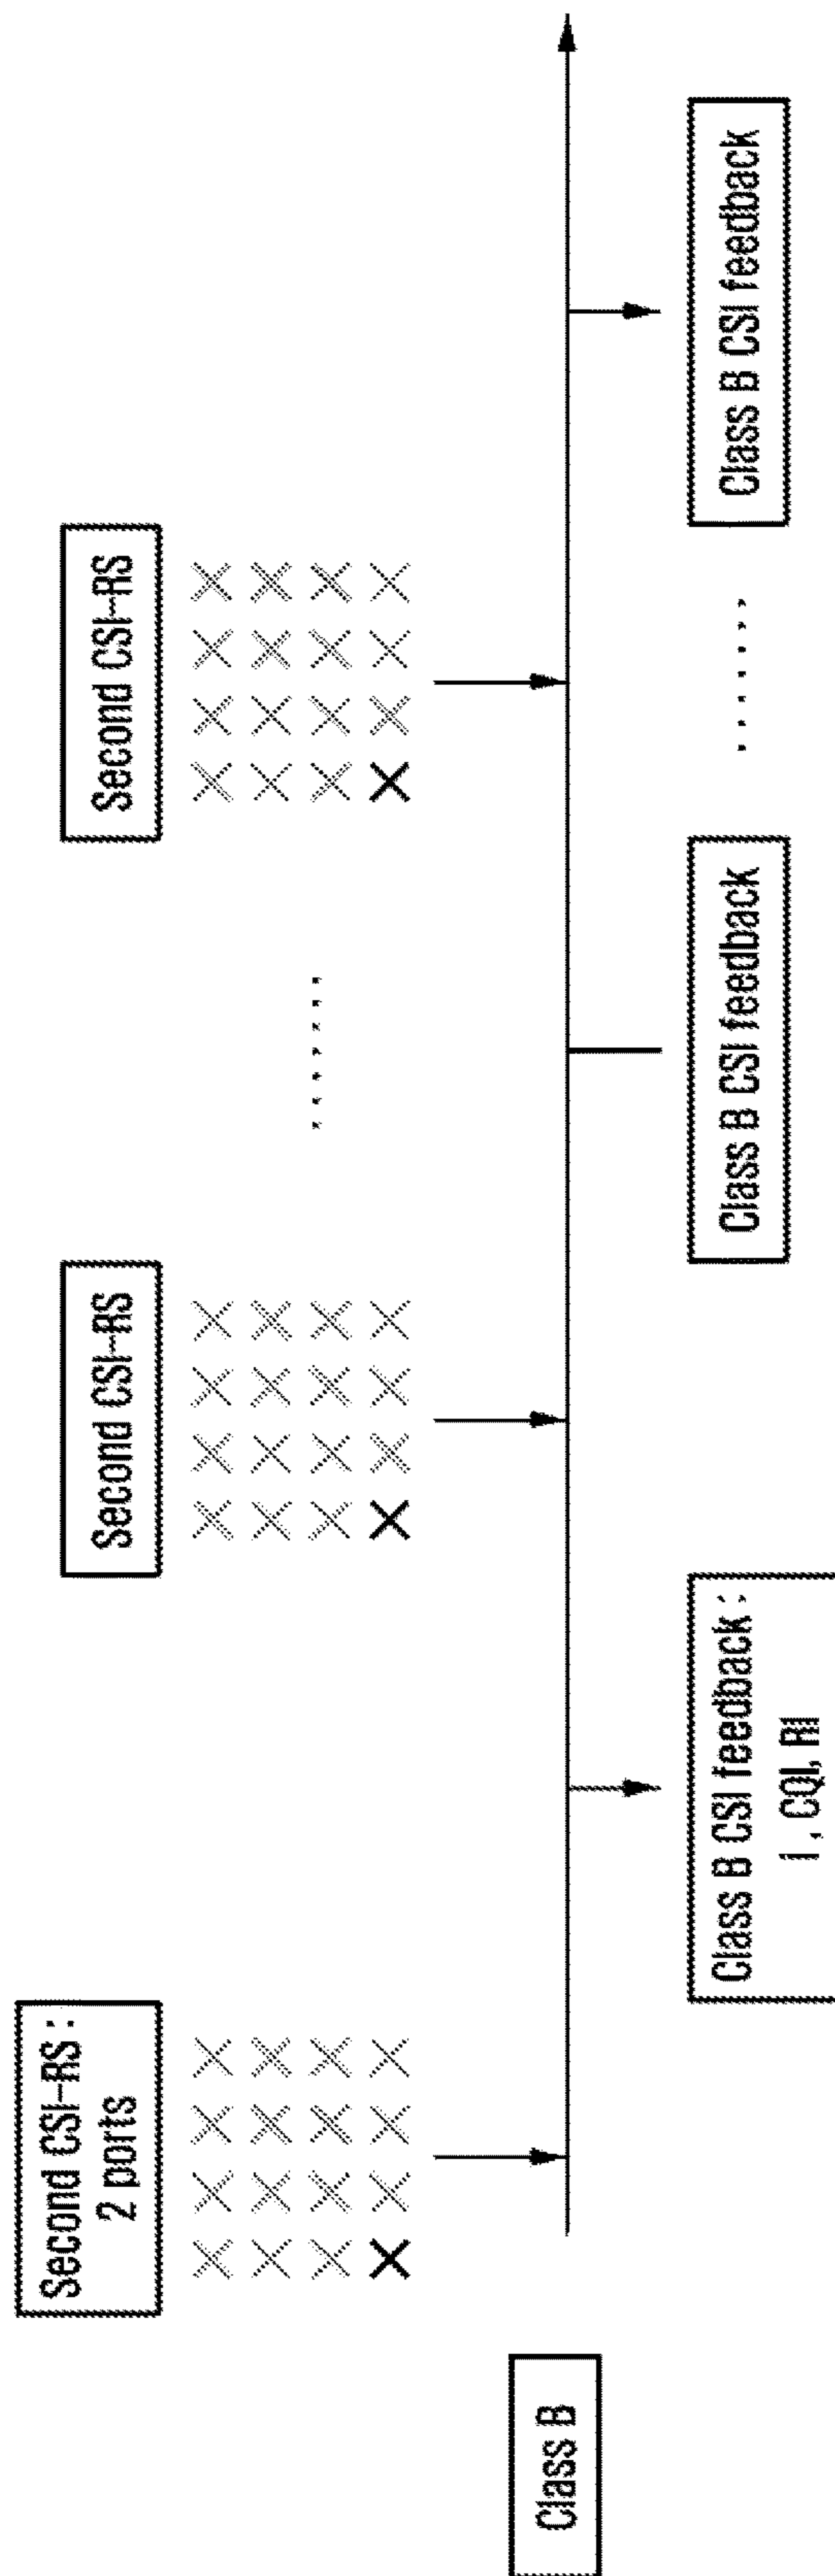 Second CSI-RS :
2 ports
Second CSI-RS
Second CSI-RS
Class B
Class B CSI feedback :
i , CQI, RI
Class B CSI feedback
Class B CSI feedback